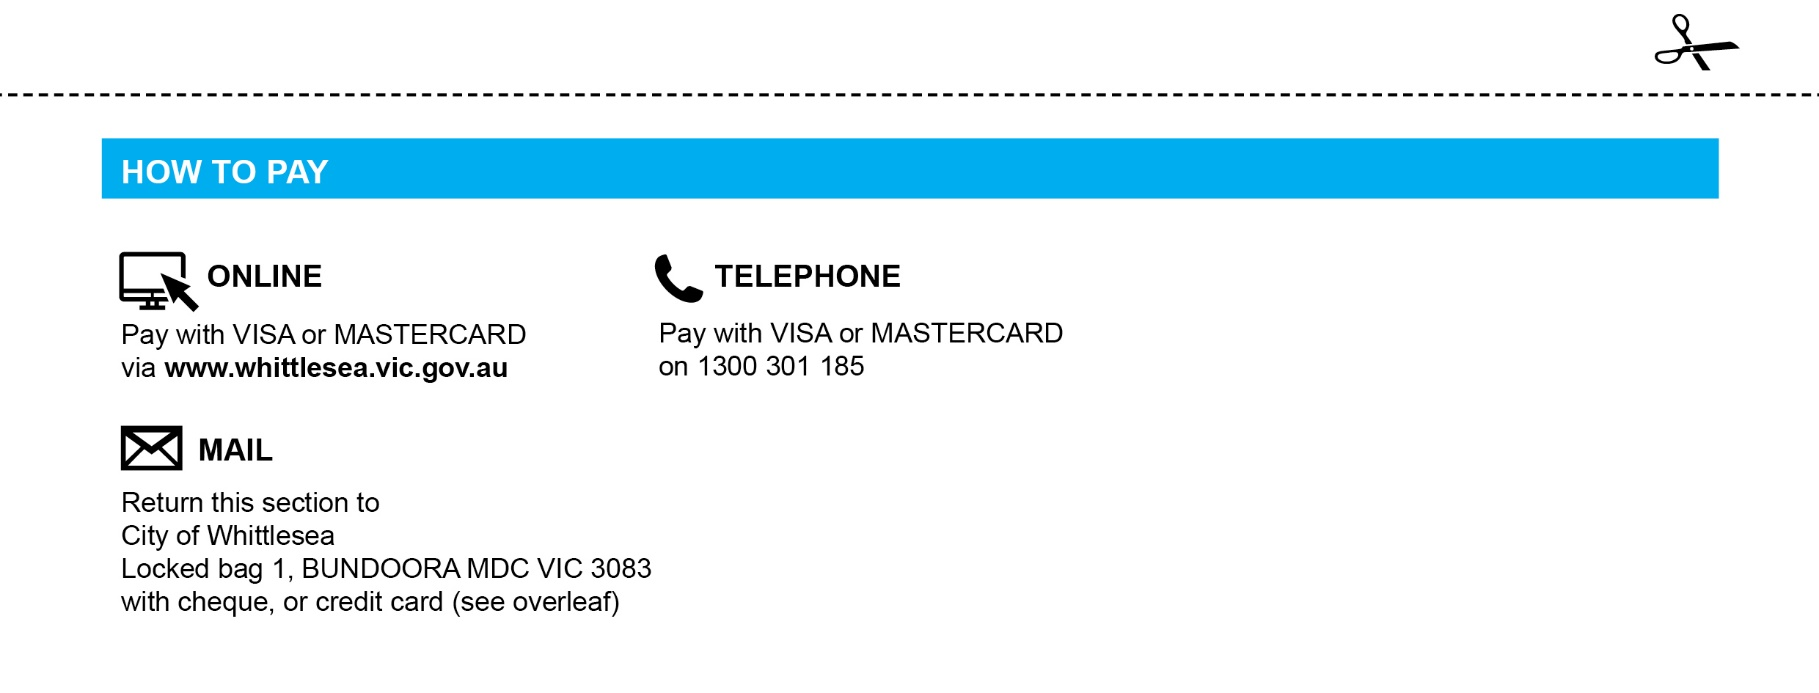 HOW TO PAY
ONLINE
Pay with VISA or MASTERCARD
via www.whittlesea.vic.gov.au
TELEPHONE
Pay with VISA or MASTERCARD
on 1300 301 185
MAIL
Return this section to
City of Whittlesea
Locked bag 1, BUNDOORA MDC VIC 3083
with cheque, or credit card (see overleaf)